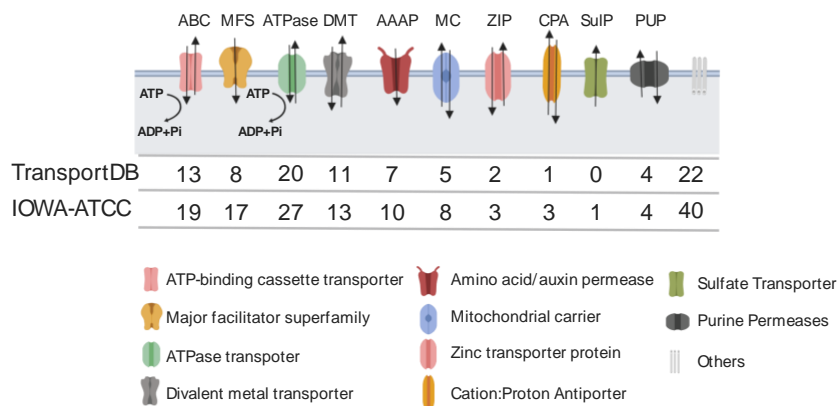 ABC MFS ATPase DMT AAAP MC ZIP CPA SulP PUP
ATP ATP
ADP+Pi ADP+Pi
TransportDB 13 8 20 11 7 5 2 1 0 4 22
IOWA-ATCC 19 17 27 13 10 8 3 3 1 4 40
ATP-binding cassette transporter Amino acid/auxin permease Sulfate Transporter
Major facilitator superfamily Mitochondrial carrier Purine Permeases
ATPase transpoter Zinc transporter protein Others
Divalent metal transporter Cation:Proton Antiporter